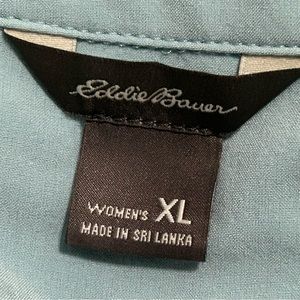 Eddie Bauer
WOMEN'S XL
MADE IN SRI LANKA